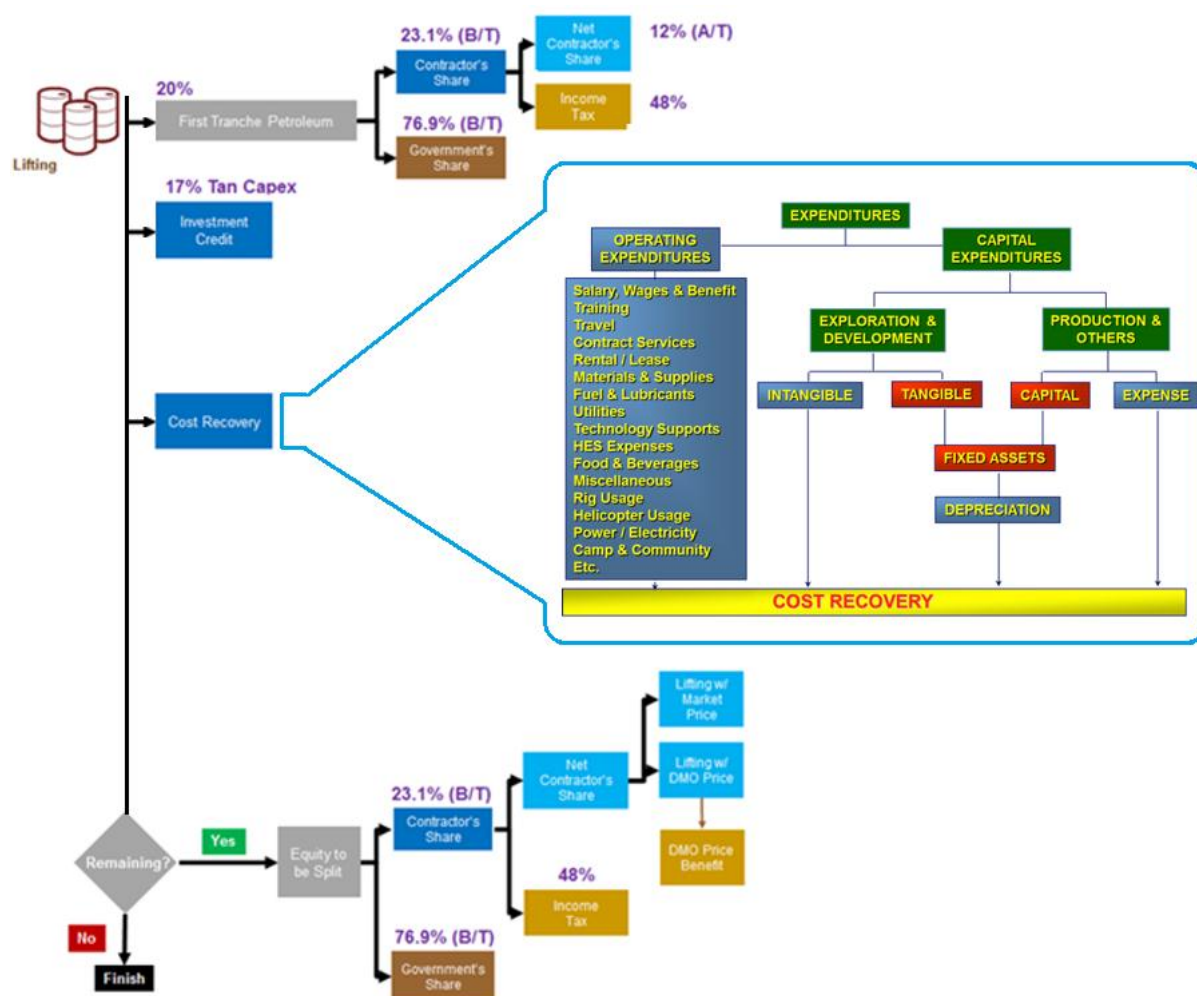 23.1% (B/T)
Net
Contractor's
Share
12% (A/T)
20%
Contractor's
Share
First Tranche Petroleum
Income
Tax
48%
76.9% (B/T)
Government's
Share
Lifting
17% Tan Capex
Investment
Credit
EXPENDITURES
OPERATING
EXPENDITURES
CAPITAL
EXPENDITURES
Salary, Wages & Benefit
Training
Travel
Contract Services
Rental / Lease
Materials & Supplies
Fuel & Lubricants
Utilities
Technology Supports
HES Expenses
Food & Beverages
Miscellaneous
Rig Usage
Helicopter Usage
Power / Electricity
Camp & Community
Etc.
EXPLORATION &
DEVELOPMENT
PRODUCTION &
OTHERS
INTANGIBLE
TANGIBLE
CAPITAL
EXPENSE
FIXED ASSETS
DEPRECIATION
COST RECOVERY
Cost Recovery
Lifting w/
Market
Price
Net
Contractor's
Share
Lifting w/
DMO Price
23.1% (B/T)
Contractor's
Share
DMO Price
Benefit
Remaining?
Yes
Equity to
be Split
48%
Income
Tax
76.9% (B/T)
Government's
Share
No
Finish